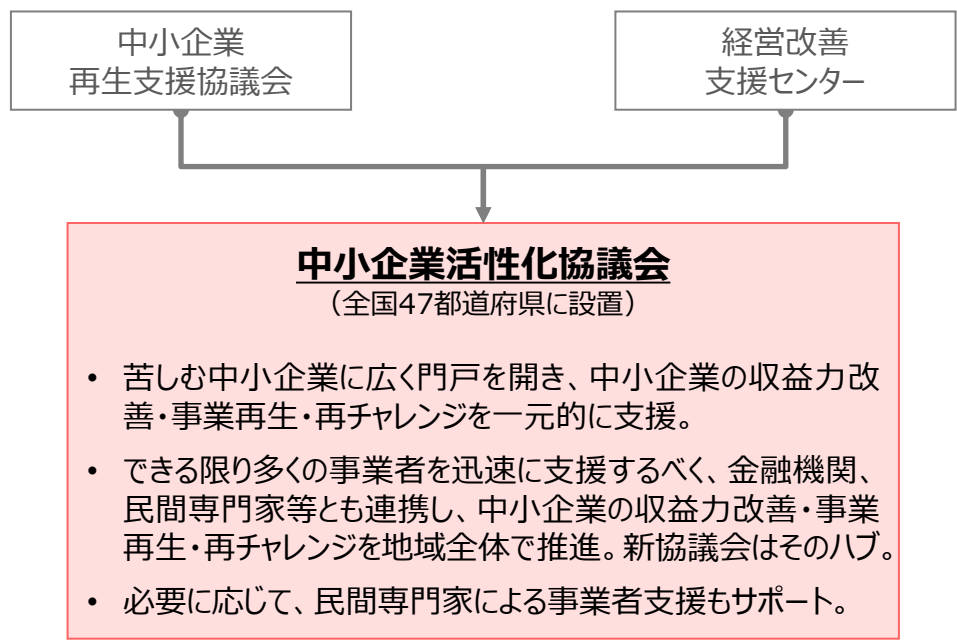 中小企業
再生支援協議会
経営改善
支援センター
中小企業活性化協議会
（全国47都道府県に設置）
• 苦しむ中小企業に広く門戸を開き、中小企業の収益力改
善・事業再生・再チャレンジを一元的に支援。
• できる限り多くの事業者を迅速に支援するべく、金融機関、
民間専門家等とも連携し、中小企業の収益力改善・事業
再生・再チャレンジを地域全体で推進。新協議会はそのハブ。
• 必要に応じて、民間専門家による事業者支援もサポート。